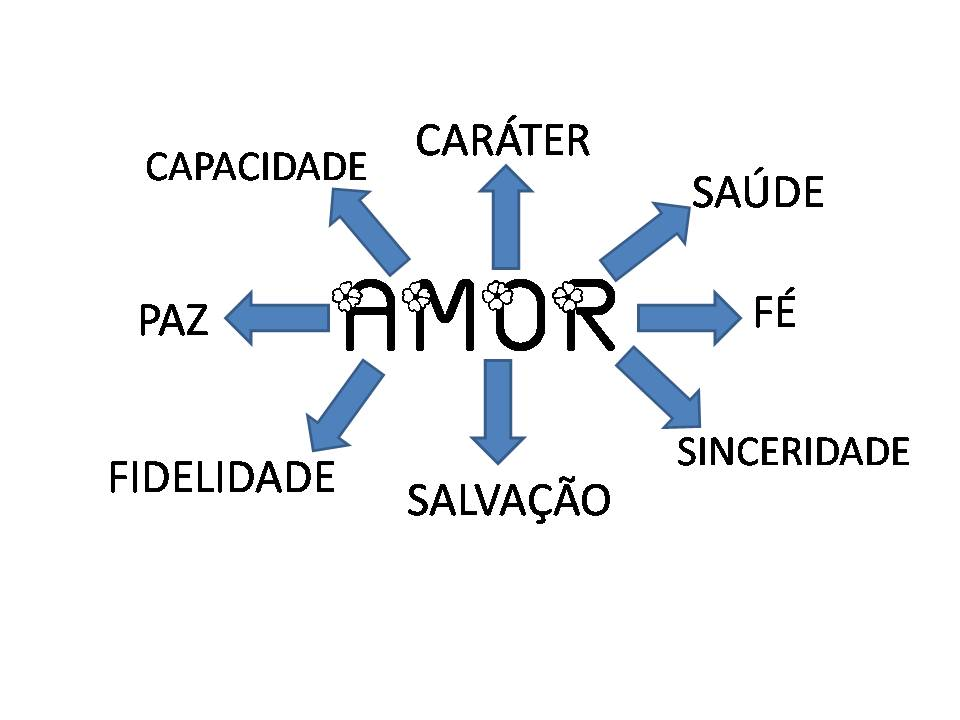 CARÁTER
CAPACIDADE
SAÚDE
AMOR
PAZ
FÉ
FIDELIDADE
SINCERIDADE
SALVAÇÃO